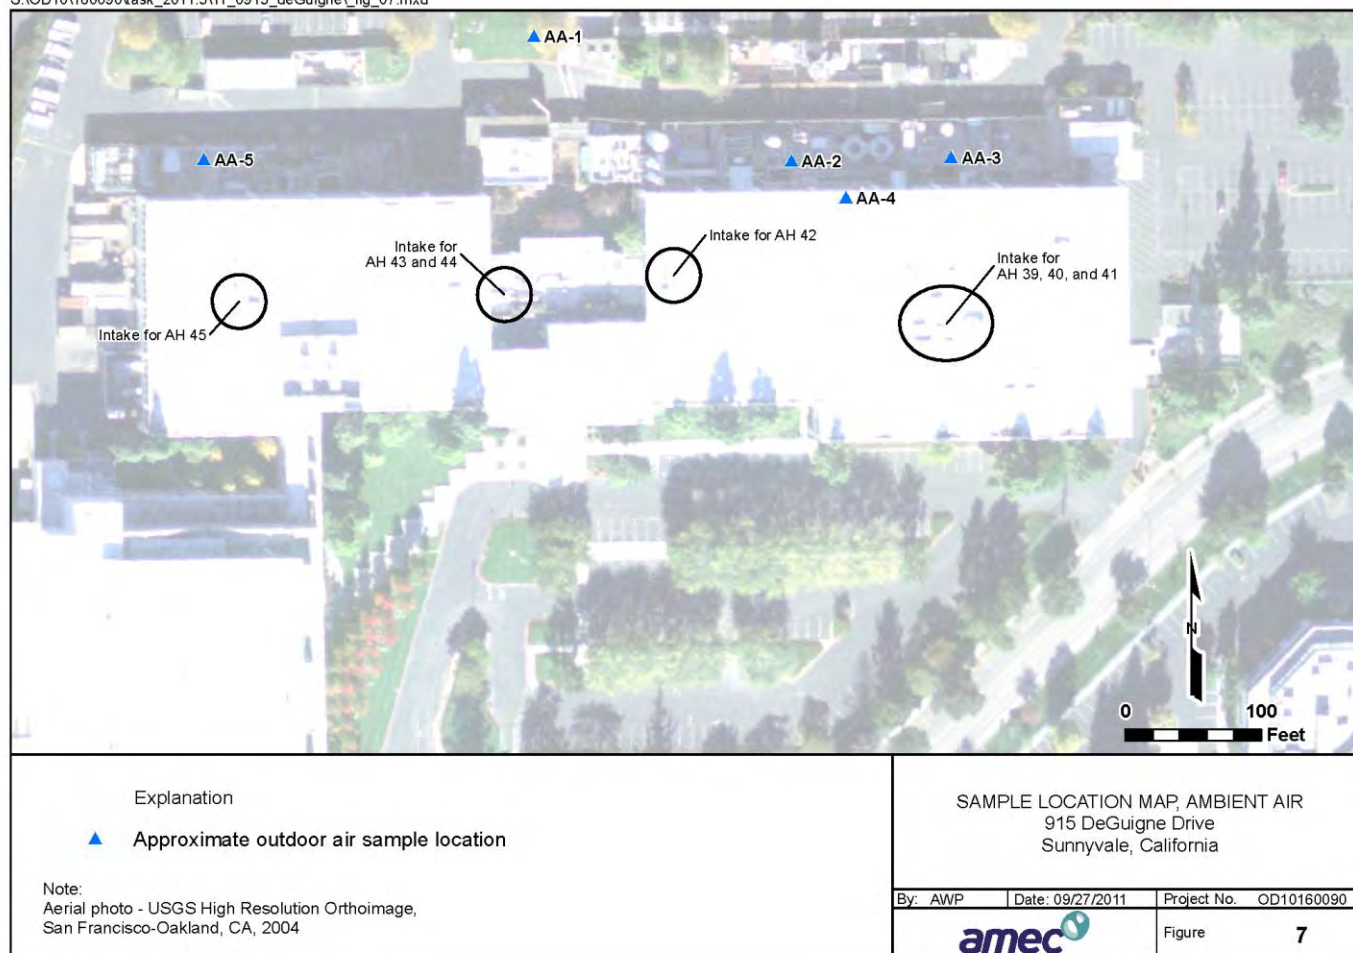 AA-1
AA-5
AA-2
AA-3
AA-4
Intake for AH 42
Intake for
AH 43 and 44
Intake for
AH 39, 40, and 41
Intake for AH 45
N
0 100
Feet
Explanation
Approximate outdoor air sample location
Note:
Aerial photo - USGS High Resolution Orthoimage,
San Francisco-Oakland, CA, 2004
SAMPLE LOCATION MAP, AMBIENT AIR
915 DeGuigne Drive
Sunnyvale, California
By: AWP Date: 09/27/2011 Project No. OD10160090
amec
Figure 7